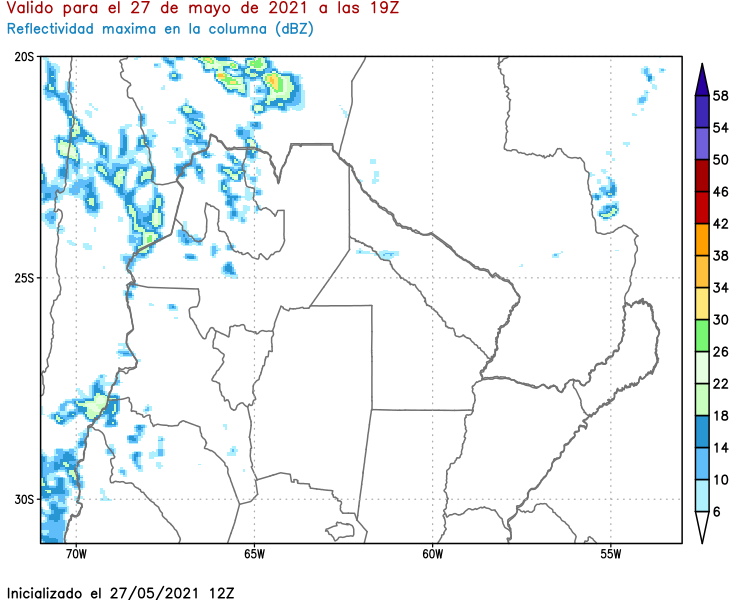 Valido para el 27 de mayo de 2021 a las 19Z
Reflectividad maxima en la columna (dBZ)
20S
25S
30S
70W
65W
60W
55W
58
54
50
46
42
38
34
30
26
22
18
14
10
6
Inicializado el 27/05/2021 12Z